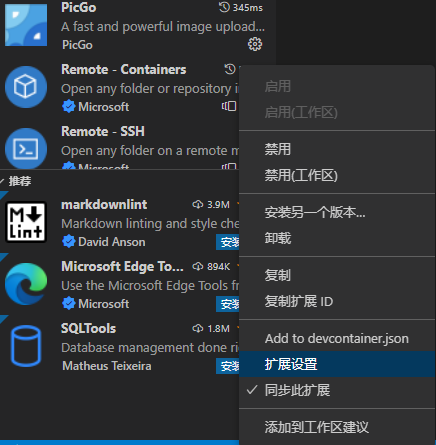 PicGo
345ms
A fast and powerful image upload...
PicGo
Remote - Containers
Open any folder or repository i
Microsoft
Remote - SSH
Open any folder on a remote m
Microsoft
推荐
markdownlint
3.9M
Markdown linting and style che
David Anson
安装
Microsoft Edge To...
894K
Use the Microsoft Edge Tools fr
Microsoft
安装
SQLTools
1.8M
Database management done ri
Matheus Teixeira
安装
M
Lint
启用
启用(工作区)
禁用
禁用(工作区)
安装另一个版本...
卸载
复制
复制扩展 ID
Add to devcontainer.json
扩展设置
同步此扩展
添加到工作区建议